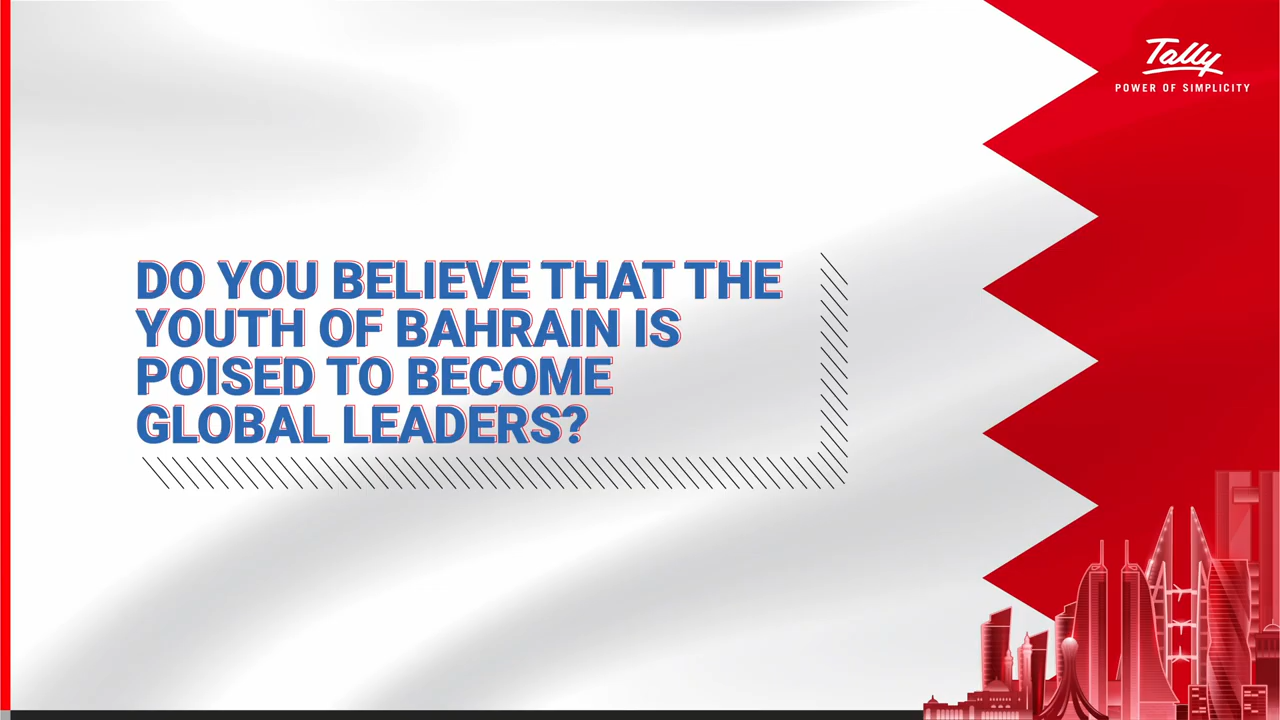 Tally
POWER OF SIMPLICITY
DO YOU BELIEVE THAT THE
YOUTH OF BAHRAIN IS
POISED TO BECOME
GLOBAL LEADERS?